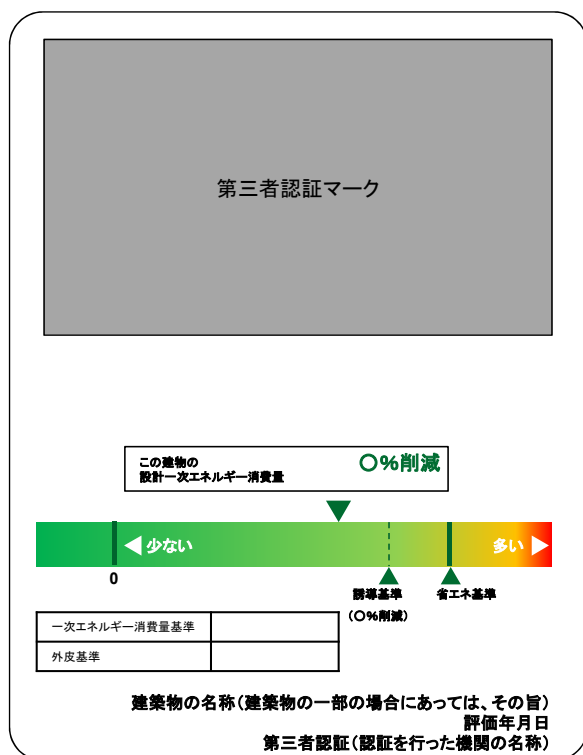 第三者認証マーク
この建物の
設計一次エネルギー消費量
○%削減
少ない
多い
0
誘導基準
(○%削減)
省エネ基準
一次エネルギー消費量基準
外皮基準
建築物の名称(建築物の一部の場合にあっては、その旨)
評価年月日
第三者認証(認証を行った機関の名称)